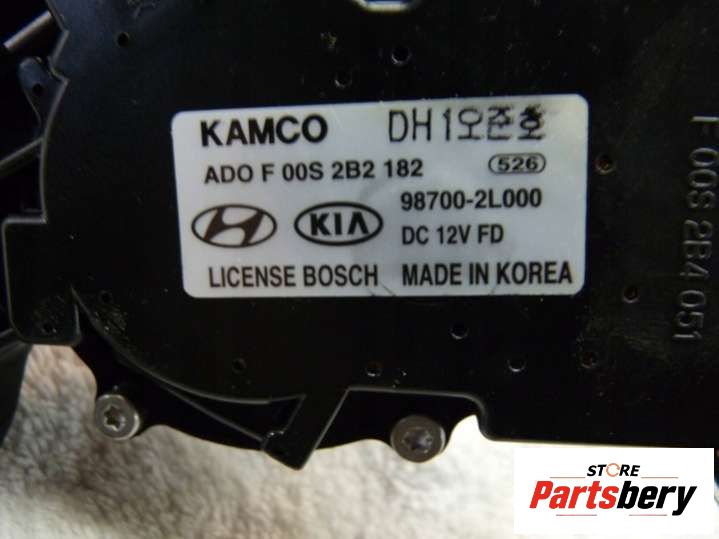 KAMCO DH1오준호
ADO F 00S 2B2 182 526
98700-2L000
KIA
DC 12V FD
LICENSE BOSCH MADE IN KOREA
F 00S 2B4 051
STORE
Partsbery